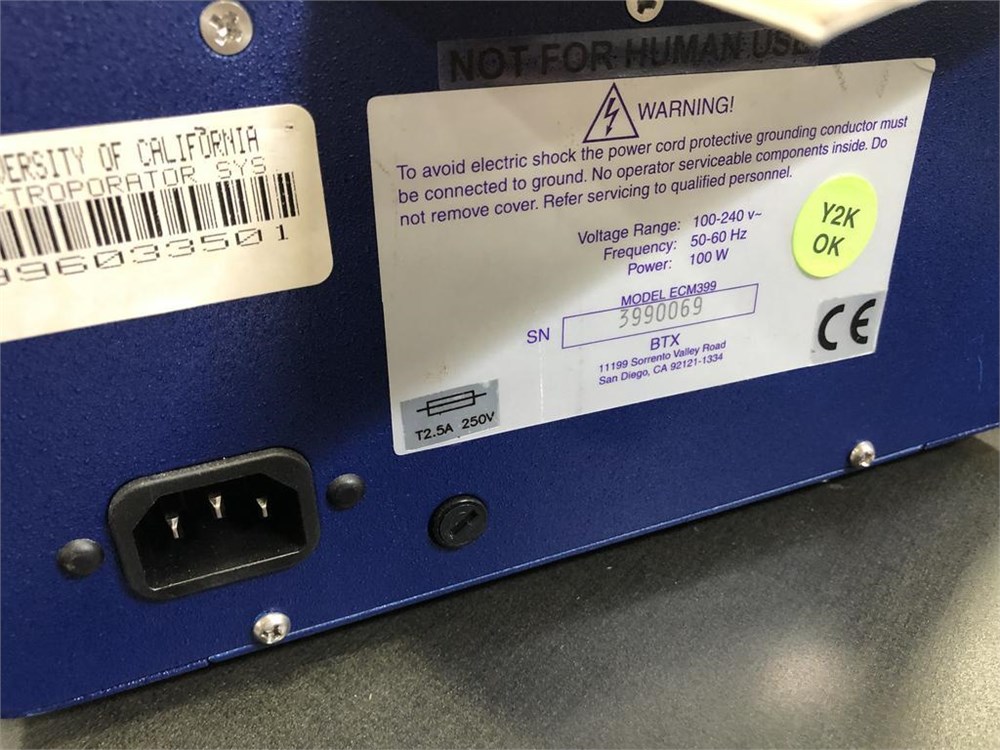 NOT FOR HUMAN USE
WARNING!
To avoid electric shock the power cord protective grounding conductor must
be connected to ground. No operator serviceable components inside. Do
not remove cover. Refer servicing to qualified personnel.
Voltage Range: 100-240 v~
Frequency: 50-60 Hz
Power: 100 W
Y2K
OK
MODEL ECM399
SN 3990069
BTX
11199 Sorrento Valley Road
San Diego, CA 92121-1334
CE
T2.5A 250V
VERSITY OF CALIFORNIA
CTROPORATOR SYS
996033501